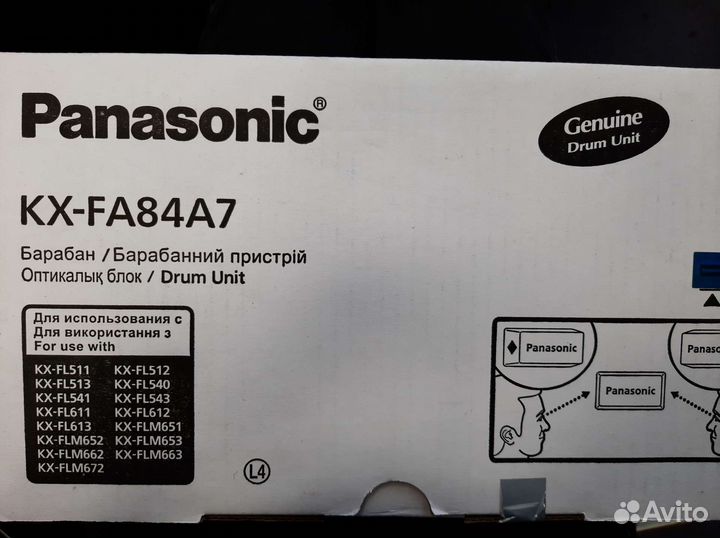 Panasonic®
Genuine
Drum Unit
KX-FA84A7
Барабан / Барабанний пристрій
Оптикалық блок / Drum Unit
Для использования с
Для використання з
For use with
KX-FL511 KX-FL512
KX-FL513 KX-FL540
KX-FL541 KX-FL543
KX-FL611 KX-FL612
KX-FL613 KX-FLM651
KX-FLM652 KX-FLM653
KX-FLM662 KX-FLM663
KX-FLM672
L4
Panasonic
Panasonic
Panaso
Avito